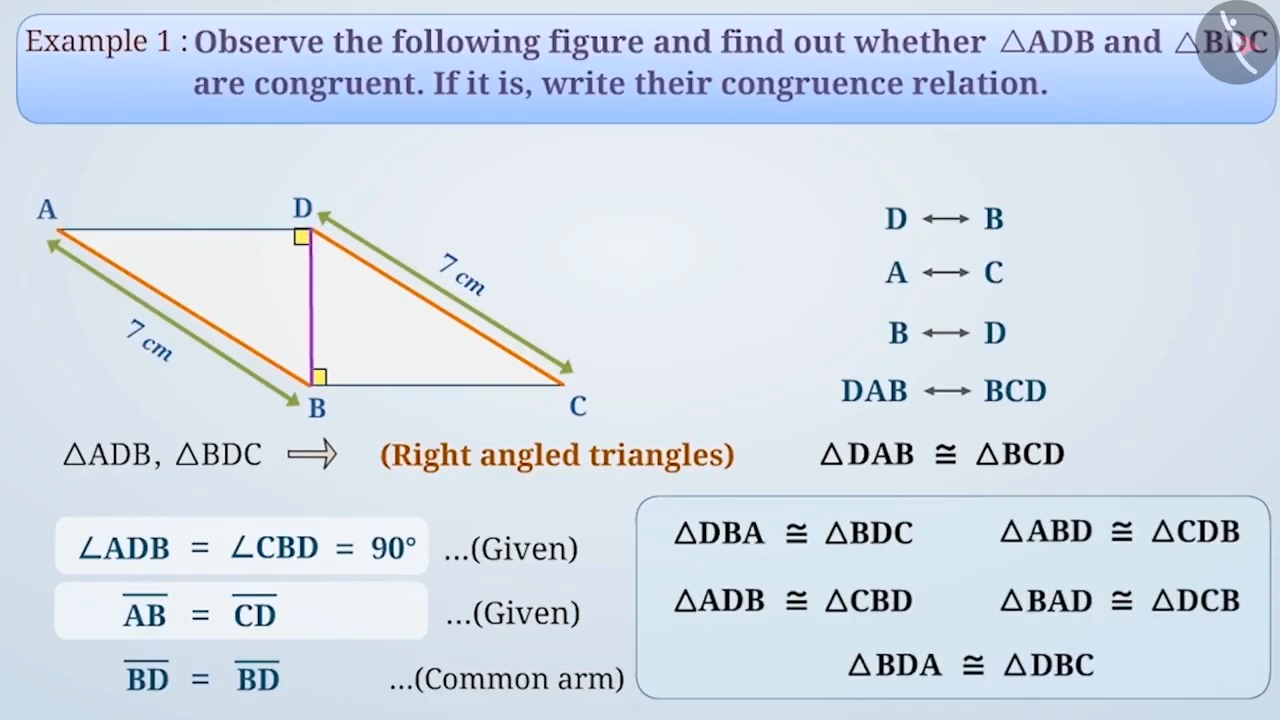 Example 1 : Observe the following figure and find out whether △ADB and △BDC
are congruent. If it is, write their congruence relation.
A
D
7 cm
7 cm
B
C
D ⟷ B
A ⟷ C
B ⟷ D
DAB ⟷ BCD
△ADB, △BDC ⇒ (Right angled triangles)
△DAB ≅ △BCD
∠ADB = ∠CBD = 90° ...(Given)
AB = CD ...(Given)
BD = BD ...(Common arm)
△DBA ≅ △BDC
△ABD ≅ △CDB
△ADB ≅ △CBD
△BAD ≅ △DCB
△BDA ≅ △DBC